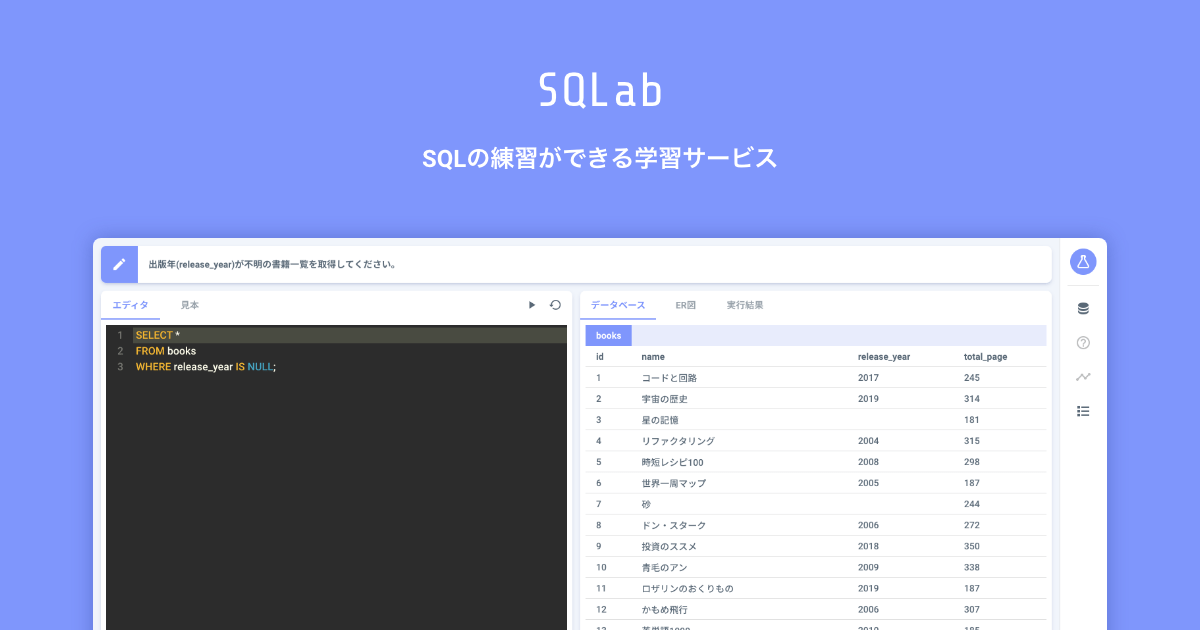 SQLab
SQLの練習ができる学習サービス
出版年(release_year)が不明の書籍一覧を取得してください。
エディタ 見本
1 SELECT *
2 FROM books
3 WHERE release_year IS NULL;
データベース ER図 実行結果
books
id name release_year total_page
1 コードと回路 2017 245
2 宇宙の歴史 2019 314
3 星の記憶 181
4 リファクタリング 2004 315
5 時短レシピ100 2008 298
6 世界一周マップ 2005 187
7 砂 244
8 ドン・スターク 2006 272
9 投資のススメ 2018 350
10 青毛のアン 2009 338
11 ロザリンのおくりもの 2019 187
12 かもめ飛行 2006 307